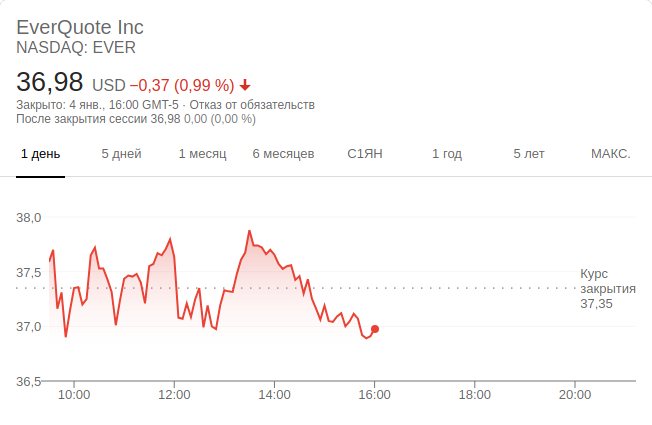 EverQuote Inc
NASDAQ: EVER
36,98 USD −0,37 (0,99 %)
Закрыто: 4 янв., 16:00 GMT-5 · Отказ от обязательств
После закрытия сессии 36,98 0,00 (0,00 %)
1 день 5 дней 1 месяц 6 месяцев С1ЯН 1 год 5 лет МАКС.
38,0
37,5
37,0
36,5
Курс
закрытия
37,35
10:00 12:00 14:00 16:00 18:00 20:00